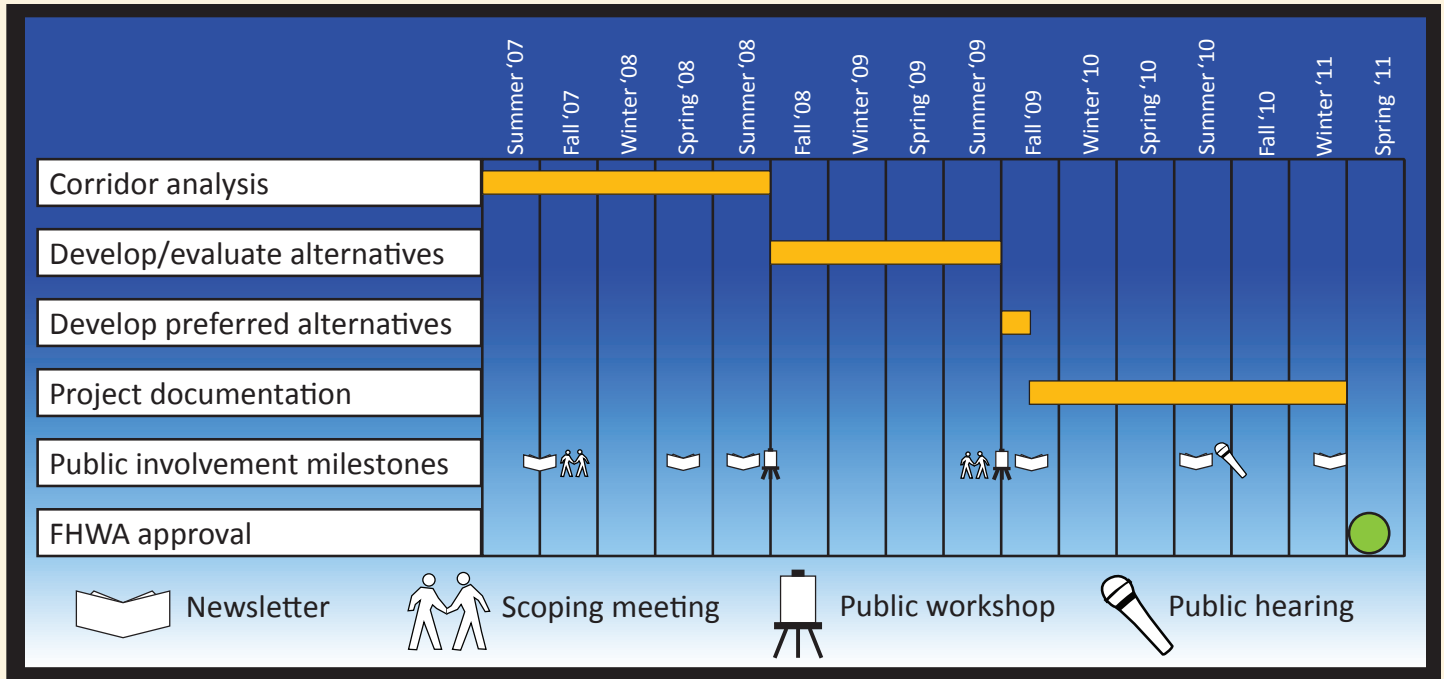 Summer ‘07
Fall ‘07
Winter ‘08
Spring ‘08
Summer ‘08
Fall ‘08
Winter ‘09
Spring ‘09
Summer ‘09
Fall ‘09
Winter ‘10
Spring ‘10
Summer ‘10
Fall ‘10
Winter ‘11
Spring ‘11
Corridor analysis
Develop/evaluate alternatives
Develop preferred alternatives
Project documentation
Public involvement milestones
FHWA approval
Newsletter
Scoping meeting
Public workshop
Public hearing